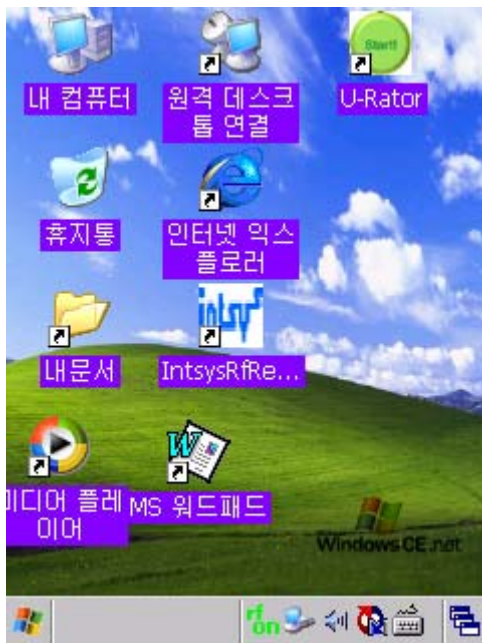 내 컴퓨터
원격 데스크
톱 연결
Start!
U-Rator
휴지통
인터넷 익스
플로러
내문서
intsys
IntsysRfRe...
미디어 플레
이어
W
MS 워드패드
Windows CE.net
rf
on